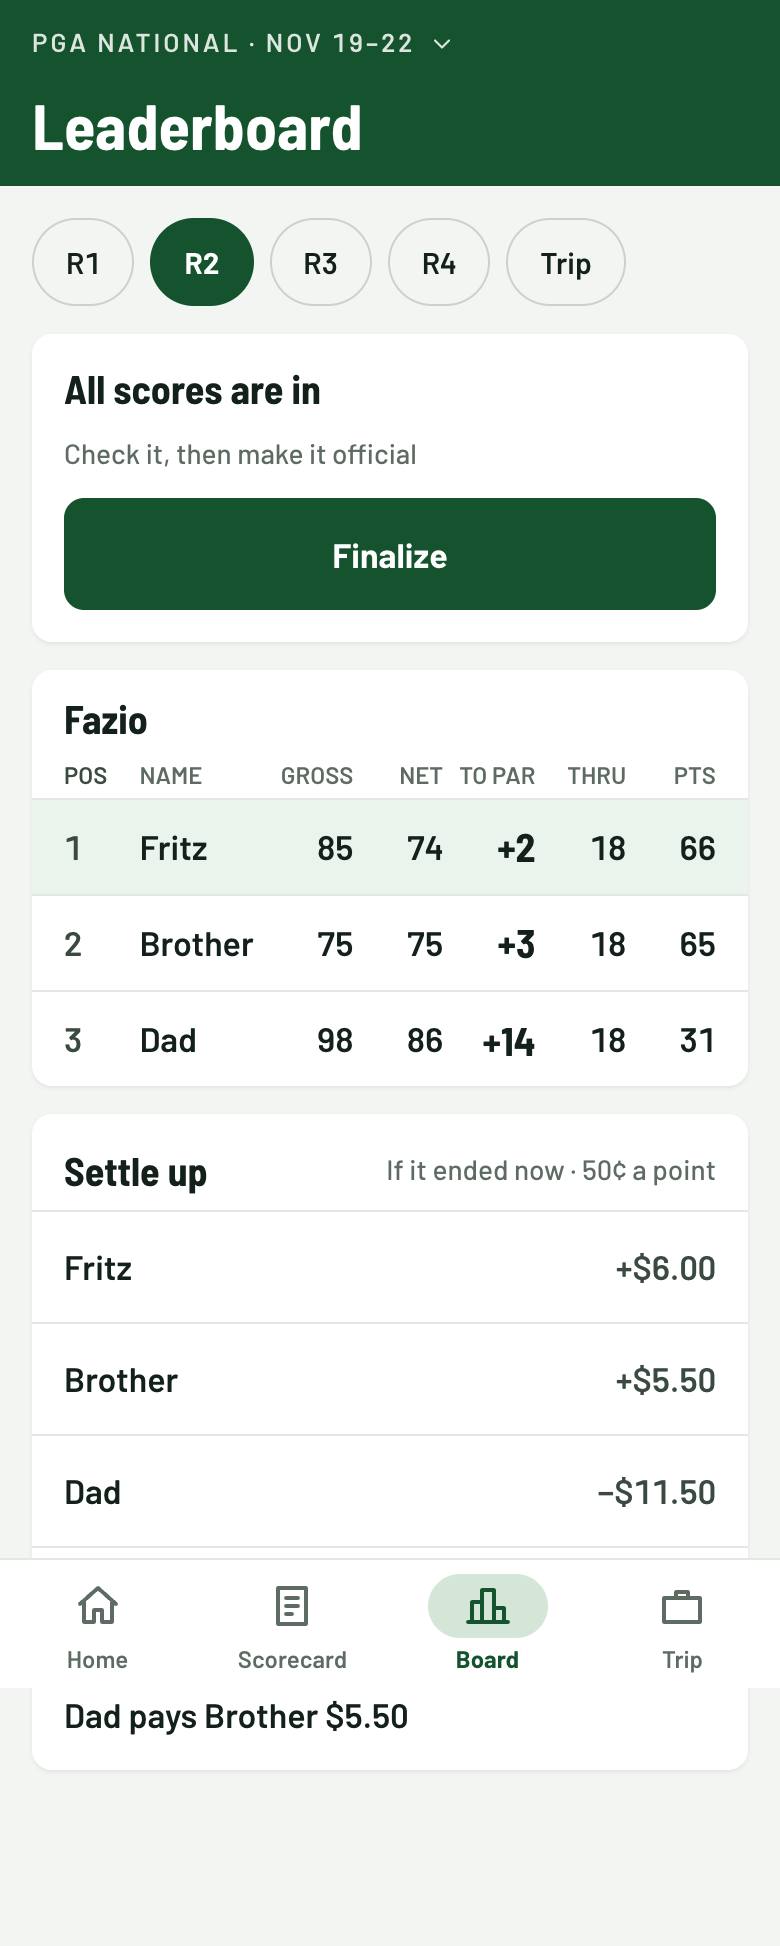 PGA NATIONAL · NOV 19–22
Leaderboard
R1 R2 R3 R4 Trip
All scores are in
Check it, then make it official
Finalize
Fazio
POS NAME GROSS NET TO PAR THRU PTS
1 Fritz 85 74 +2 18 66
2 Brother 75 75 +3 18 65
3 Dad 98 86 +14 18 31
Settle up If it ended now · 50¢ a point
Fritz +$6.00
Brother +$5.50
Dad −$11.50
Home Scorecard Board Trip
Dad pays Brother $5.50